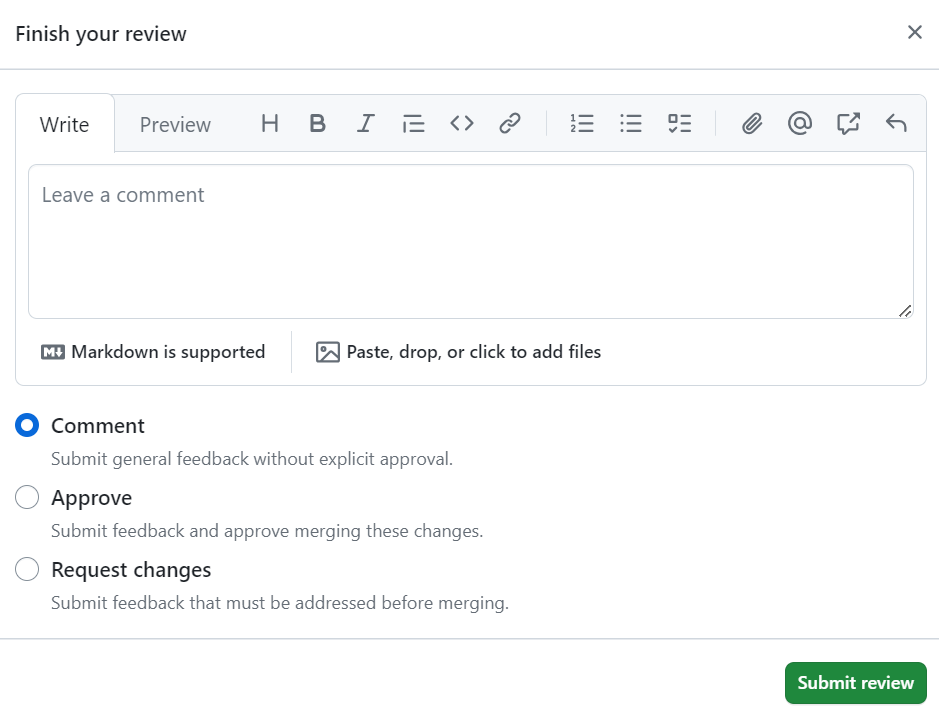 Finish your review
Write Preview
Leave a comment
Markdown is supported Paste, drop, or click to add files
Comment
Submit general feedback without explicit approval.
Approve
Submit feedback and approve merging these changes.
Request changes
Submit feedback that must be addressed before merging.
Submit review